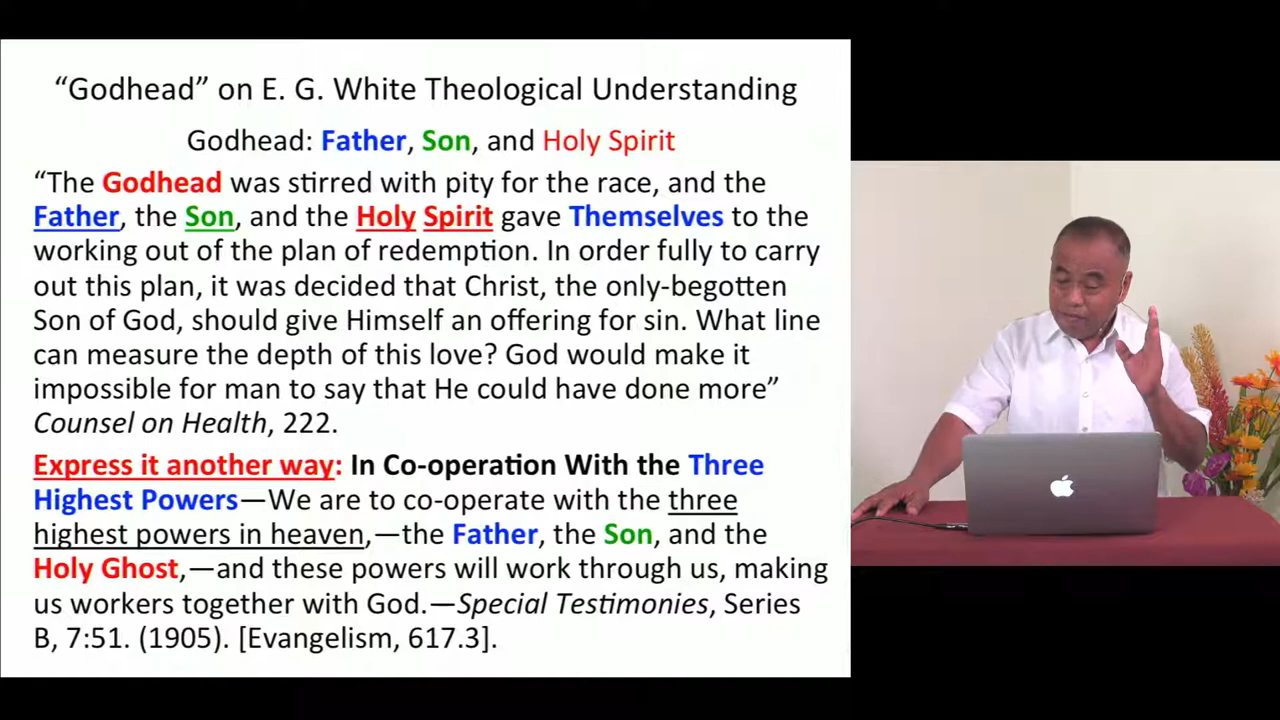 “Godhead” on E. G. White Theological Understanding
Godhead: Father, Son, and Holy Spirit
“The Godhead was stirred with pity for the race, and the
Father, the Son, and the Holy Spirit gave Themselves to the
working out of the plan of redemption. In order fully to carry
out this plan, it was decided that Christ, the only-begotten
Son of God, should give Himself an offering for sin. What line
can measure the depth of this love? God would make it
impossible for man to say that He could have done more”
Counsel on Health, 222.
Express it another way: In Co-operation With the Three
Highest Powers—We are to co-operate with the three
highest powers in heaven,—the Father, the Son, and the
Holy Ghost,—and these powers will work through us, making
us workers together with God.—Special Testimonies, Series
B, 7:51. (1905). [Evangelism, 617.3].